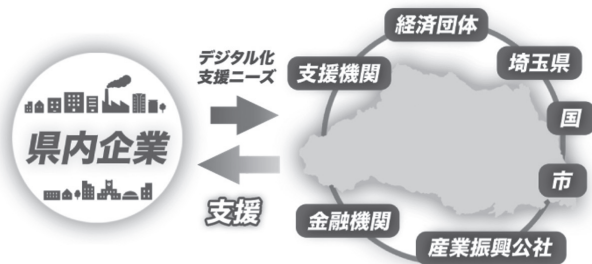 経済団体
デジタル化
支援ニーズ
支援機関
埼玉県
国
県内企業
市
支援
金融機関
産業振興公社